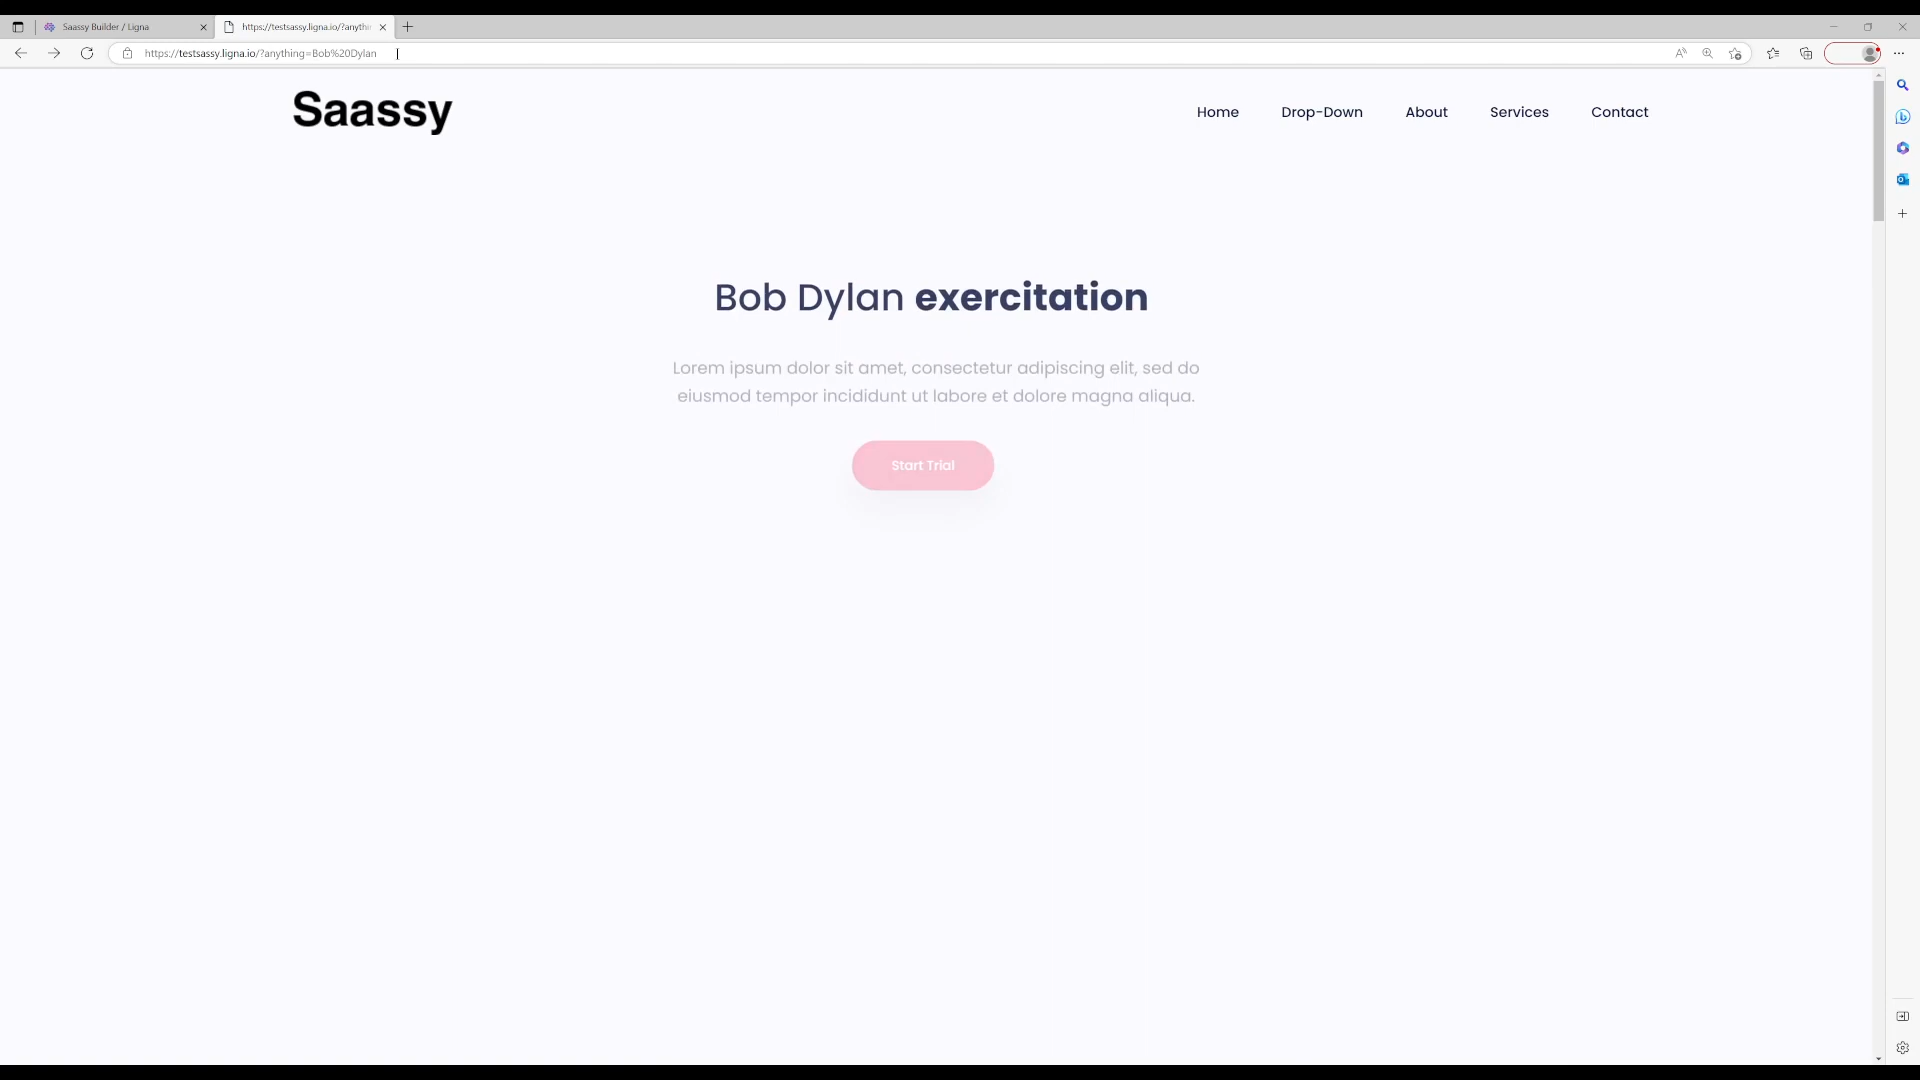 Saassy Builder / Ligna
https://testsassy.ligna.io/?anythi
https://testsassy.ligna.io/?anything=Bob%20Dylan
Saassy
Home Drop-Down About Services Contact
Bob Dylan exercitation
Lorem ipsum dolor sit amet, consectetur adipiscing elit, sed do
eiusmod tempor incididunt ut labore et dolore magna aliqua.
Start Trial